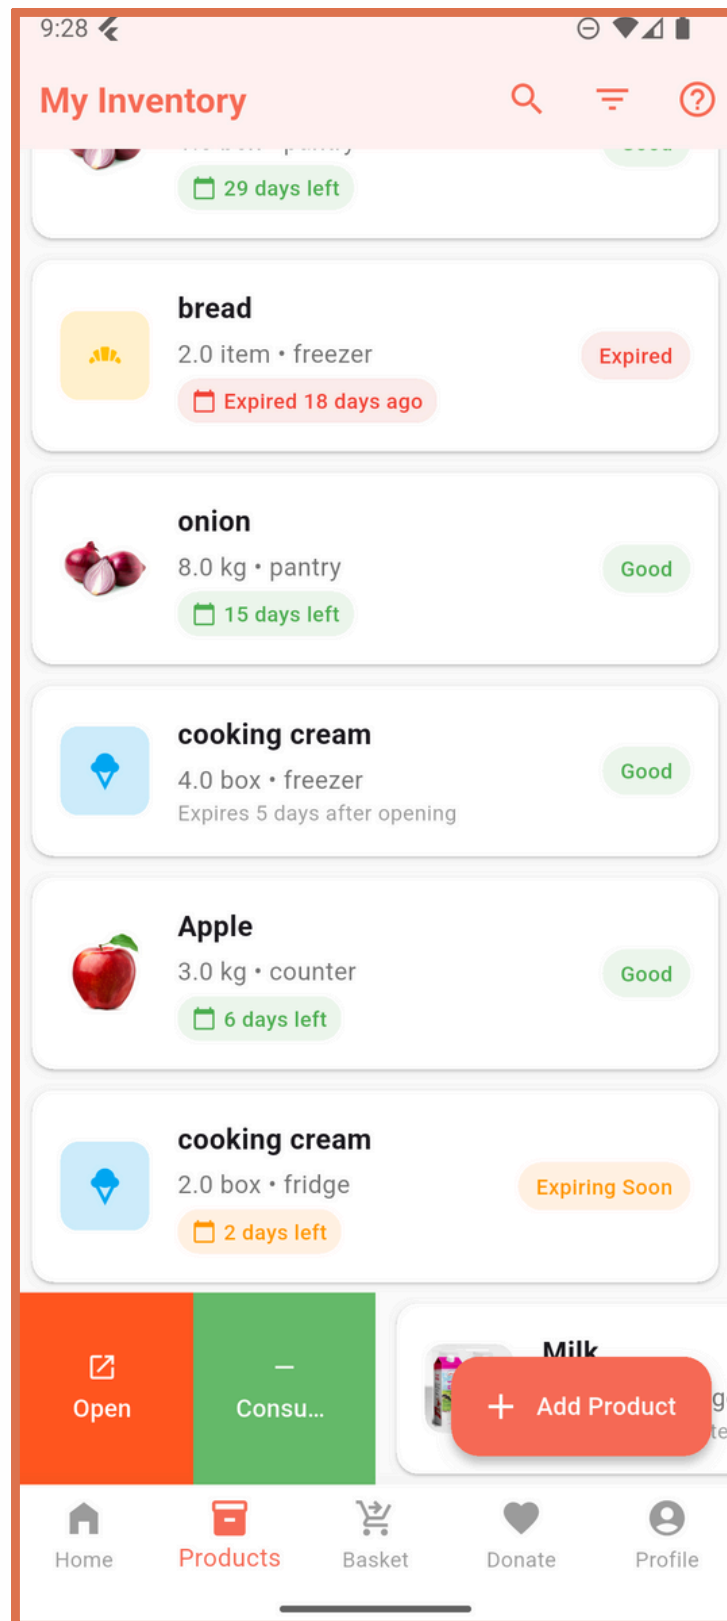 9:28
My Inventory
29 days left
bread
2.0 item • freezer
Expired
Expired 18 days ago
onion
8.0 kg • pantry
Good
15 days left
cooking cream
4.0 box • freezer
Good
Expires 5 days after opening
Apple
3.0 kg • counter
Good
6 days left
cooking cream
2.0 box • fridge
Expiring Soon
2 days left
Open
Consu...
Milk
Add Product
Home
Products
Basket
Donate
Profile